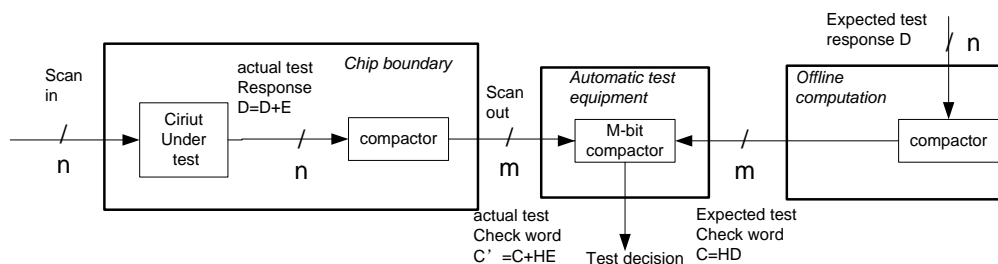 Scan
in
n
Chip boundary
Ciriut
Under
test
actual test
Response
D=D+E
n
compactor
Scan
out
m
actual test
Check word
C’ =C+HE
Automatic test
equipment
M-bit
compactor
Test decision
m
Expected test
Check word
C=HD
Expected test
response D
n
Offline
computation
compactor